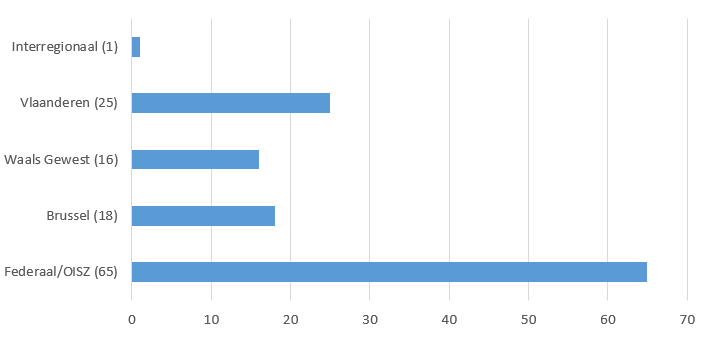 Interregionaal (1)
Vlaanderen (25)
Waals Gewest (16)
Brussel (18)
Federaal/OISZ (65)
0 10 20 30 40 50 60 70